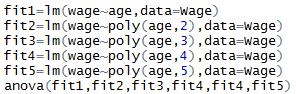 fit1=lm(wage~age,data=Wage)
fit2=lm(wage~poly(age,2),data=Wage)
fit3=lm(wage~poly(age,3),data=Wage)
fit4=lm(wage~poly(age,4),data=Wage)
fit5=lm(wage~poly(age,5),data=Wage)
anova(fit1,fit2,fit3,fit4,fit4,fit5)